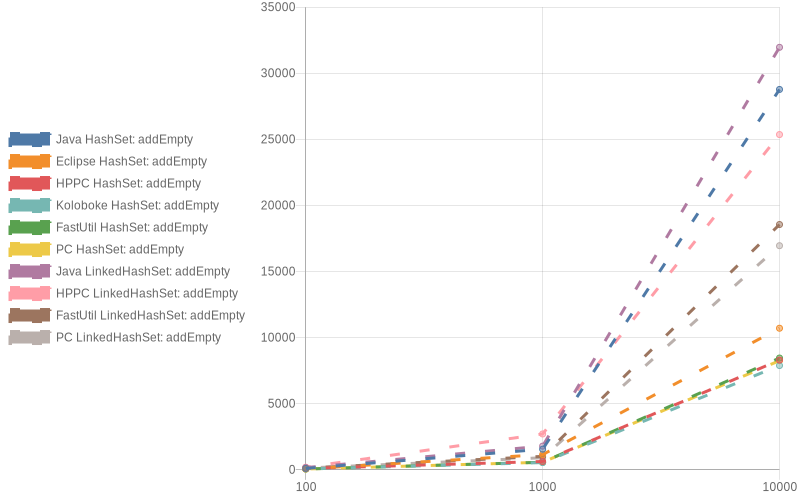 35000
30000
25000
20000
15000
10000
5000
0
100
1000
10000
Java HashSet: addEmpty
Eclipse HashSet: addEmpty
HPPC HashSet: addEmpty
Koloboke HashSet: addEmpty
FastUtil HashSet: addEmpty
PC HashSet: addEmpty
Java LinkedHashSet: addEmpty
HPPC LinkedHashSet: addEmpty
FastUtil LinkedHashSet: addEmpty
PC LinkedHashSet: addEmpty